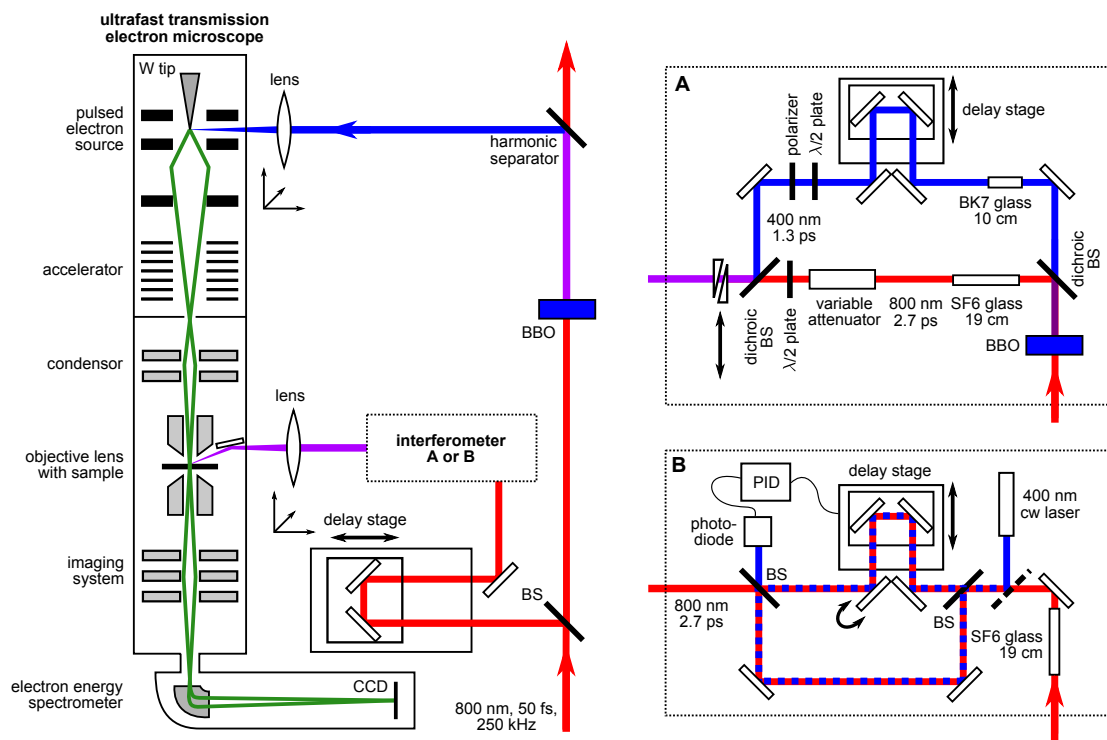 ultrafast transmission
electron microscope
W tip
pulsed
electron
source
lens
harmonic
separator
accelerator
BBO
condensor
lens
interferometer
A or B
objective lens
with sample
delay stage
imaging
system
BS
electron energy
spectrometer
CCD
800 nm, 50 fs,
250 kHz
A
polarizer
λ/2 plate
delay stage
400 nm
1.3 ps
BK7 glass
10 cm
dichroic
BS
dichroic
BS
λ/2 plate
variable
attenuator
800 nm
2.7 ps
SF6 glass
19 cm
BBO
B
PID
delay stage
photo-
diode
400 nm
cw laser
BS
800 nm
2.7 ps
BS
SF6 glass
19 cm